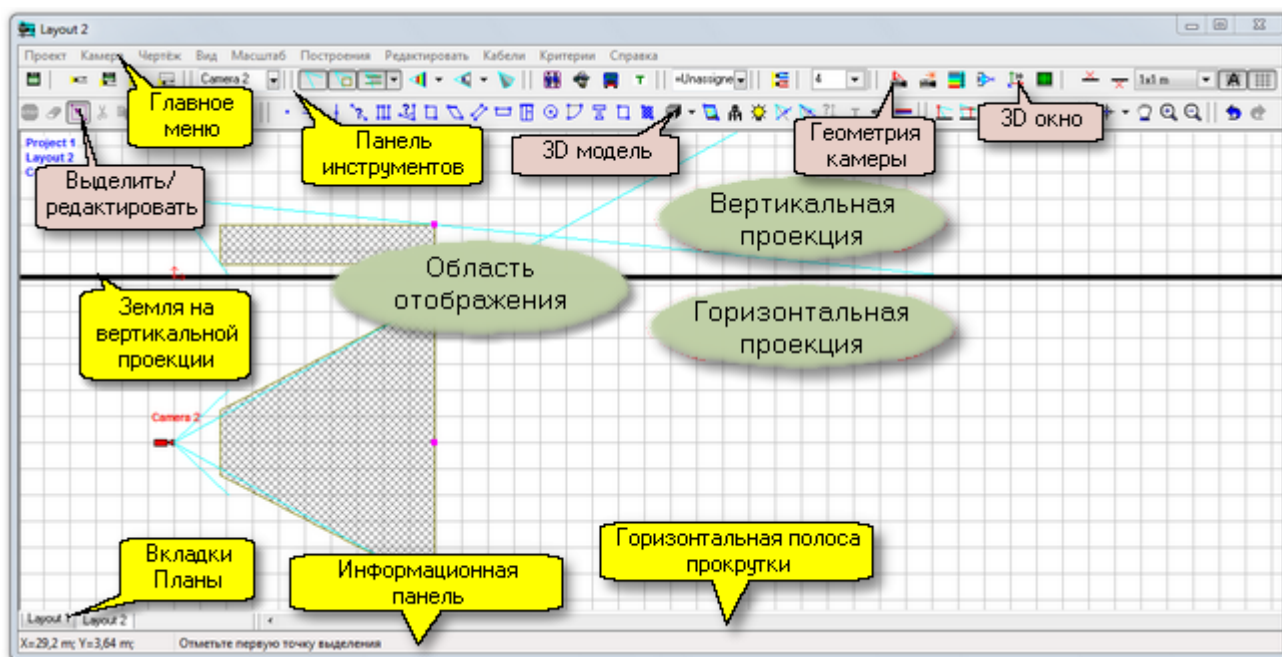 Layout 2
Проект Камера Чертёж Вид Масштаб Построения Редактировать Кабели Критерии Справка
Camera 2
4
1x1 m
A
Главное
меню
Панель
инструментов
3D модель
Геометрия
камеры
3D окно
Project 1
Layout 2
Выделить/
редактировать
Вертикальная
проекция
Область
отображения
Земля на
вертикальной
проекции
Горизонтальная
проекция
Camera 2
Вкладки
Планы
Информационная
панель
Горизонтальная полоса
прокрутки
Layout 1 Layout 2
X=29,2 m; Y=3,64 m; Отметьте первую точку выделения